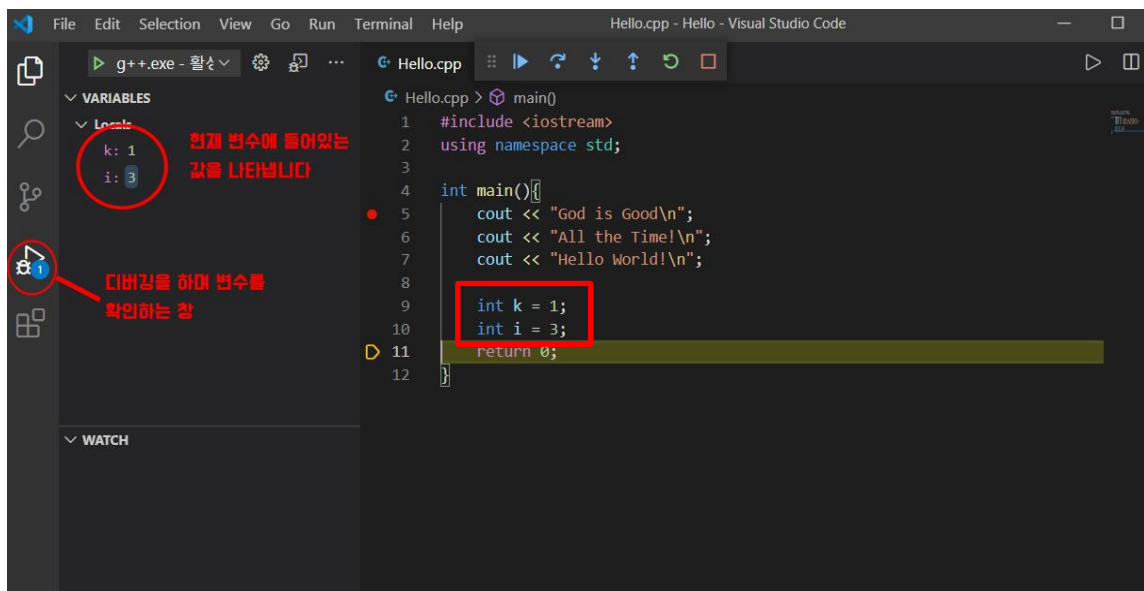 File Edit Selection View Go Run Terminal Help Hello.cpp - Hello - Visual Studio Code
g++.exe - 활성 ··· Hello.cpp
VARIABLES
Hello.cpp > main()
Locals
k: 1
i: 3
현재 변수에 들어있는
값을 나타냅니다
1
디버깅을 하며 변수를
확인하는 창
WATCH
1 #include <iostream>
2 using namespace std;
3
4 int main(){
5 cout << "God is Good\n";
6 cout << "All the Time!\n";
7 cout << "Hello World!\n";
8
9 int k = 1;
10 int i = 3;
11 return 0;
12 }